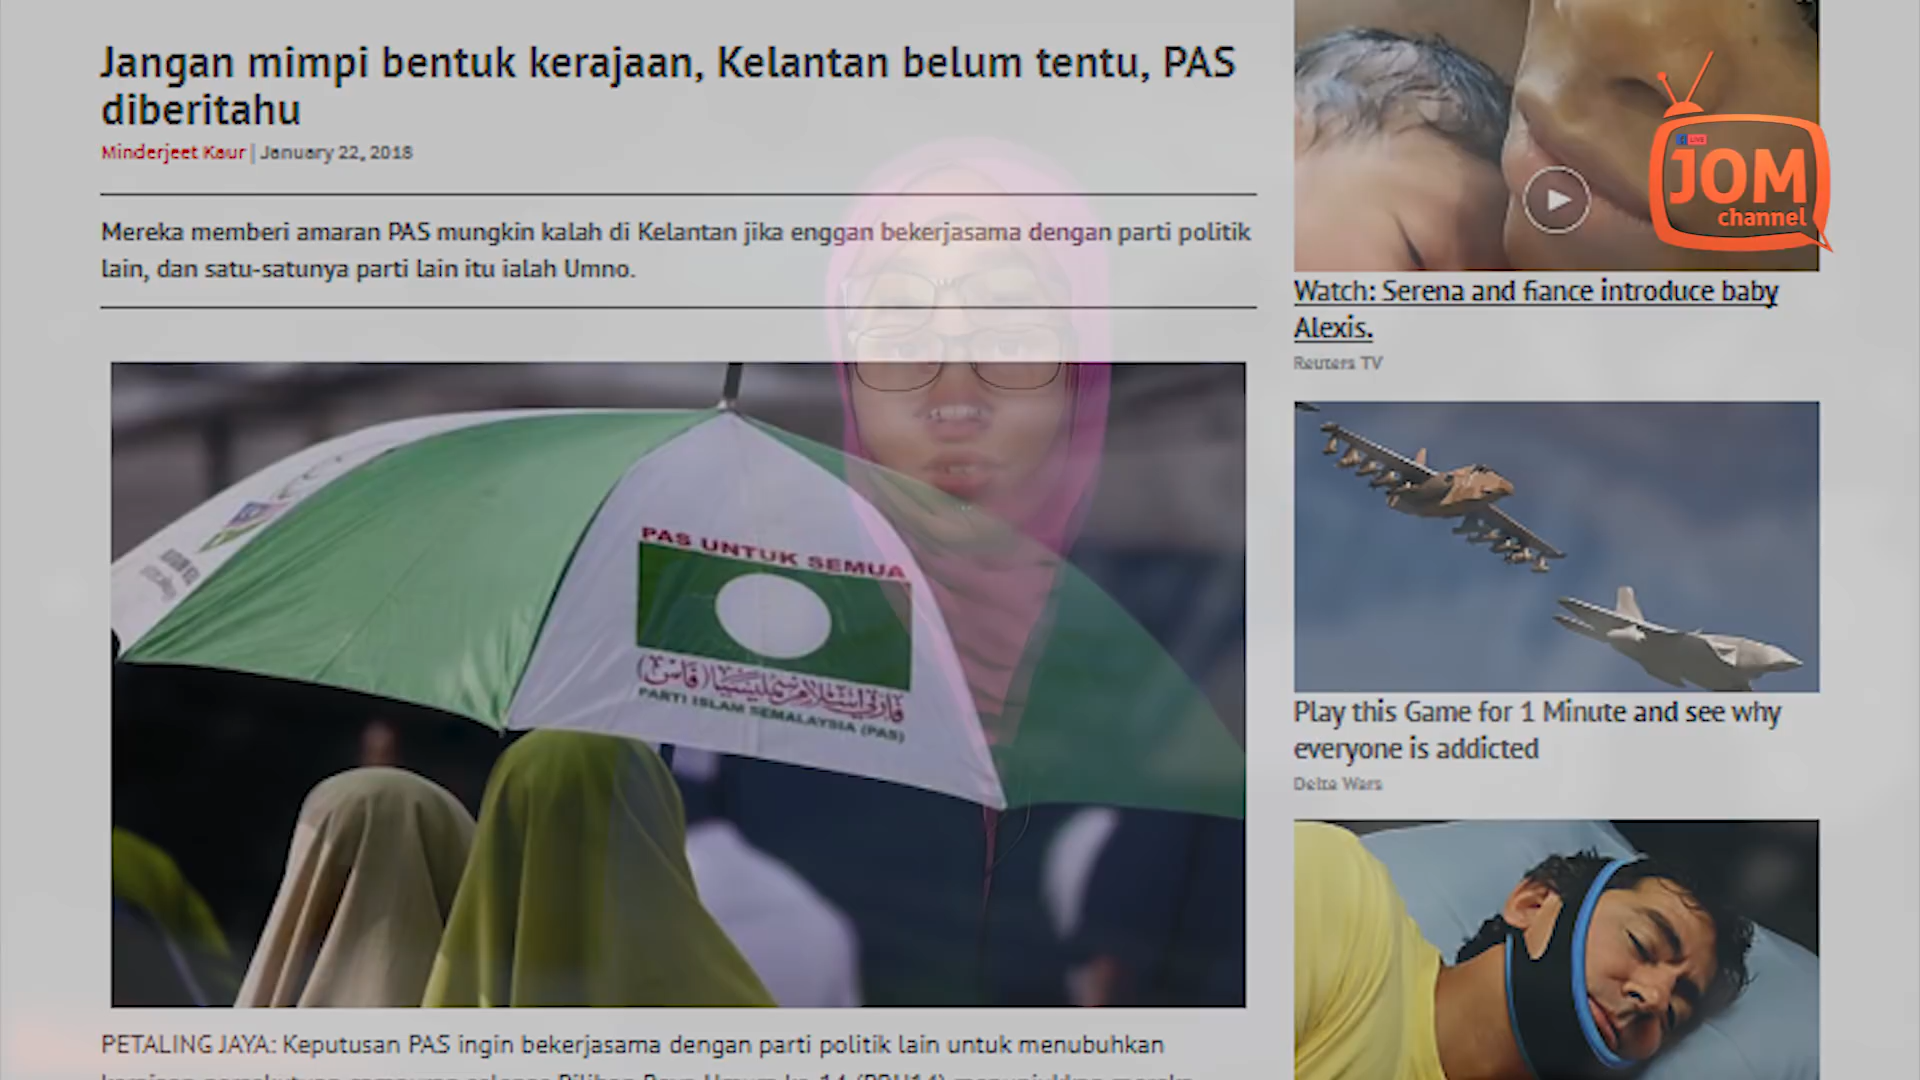 Jangan mimpi bentuk kerajaan, Kelantan belum tentu, PAS
diberitahu
Minderjeet Kaur | January 22, 2018
Mereka memberi amaran PAS mungkin kalah di Kelantan jika enggan bekerjasama dengan parti politik
lain, dan satu-satunya parti lain itu ialah Umno.
PAS UNTUK SEMUA
PARTI ISLAM SEMALAYSIA (PAS)
PETALING JAYA: Keputusan PAS ingin bekerjasama dengan parti politik lain untuk menubuhkan
LIVE
JOM
channel
Watch: Serena and fiance introduce baby
Alexis.
Reuters TV
Play this Game for 1 Minute and see why
everyone is addicted
Delta Wars